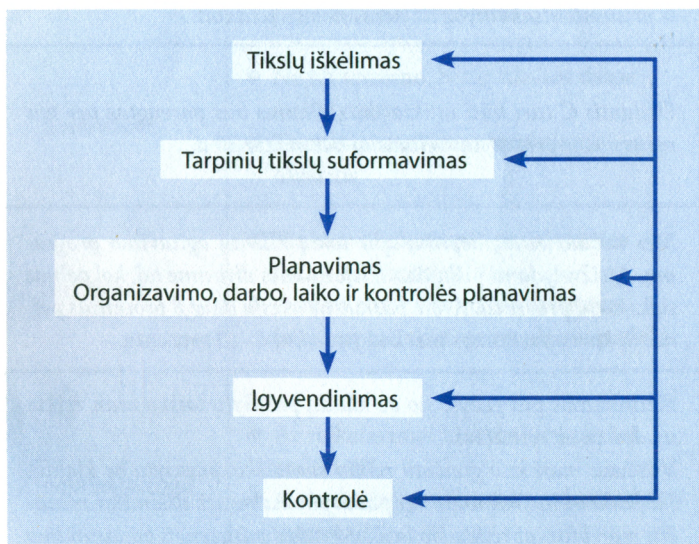 Tikslų iškėlimas
Tarpinių tikslų suformavimas
Planavimas
Organizavimo, darbo, laiko ir kontrolės planavimas
Įgyvendinimas
Kontrolė